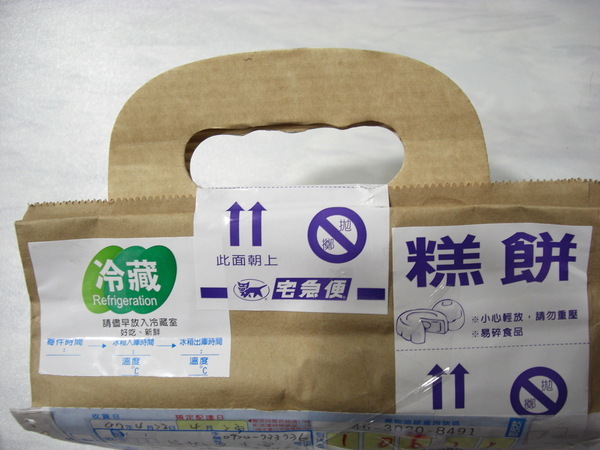 冷藏
Refrigeration
請儘早放入冷藏室
好吃、新鮮
寄件時間 冰箱入庫時間 冰箱出庫時間
: : :
溫度 溫度
°C °C
此面朝上
拋擲
宅急便
糕餅
※小心輕放，請勿重壓
※易碎食品
拋擲
收貨日 預定配達日